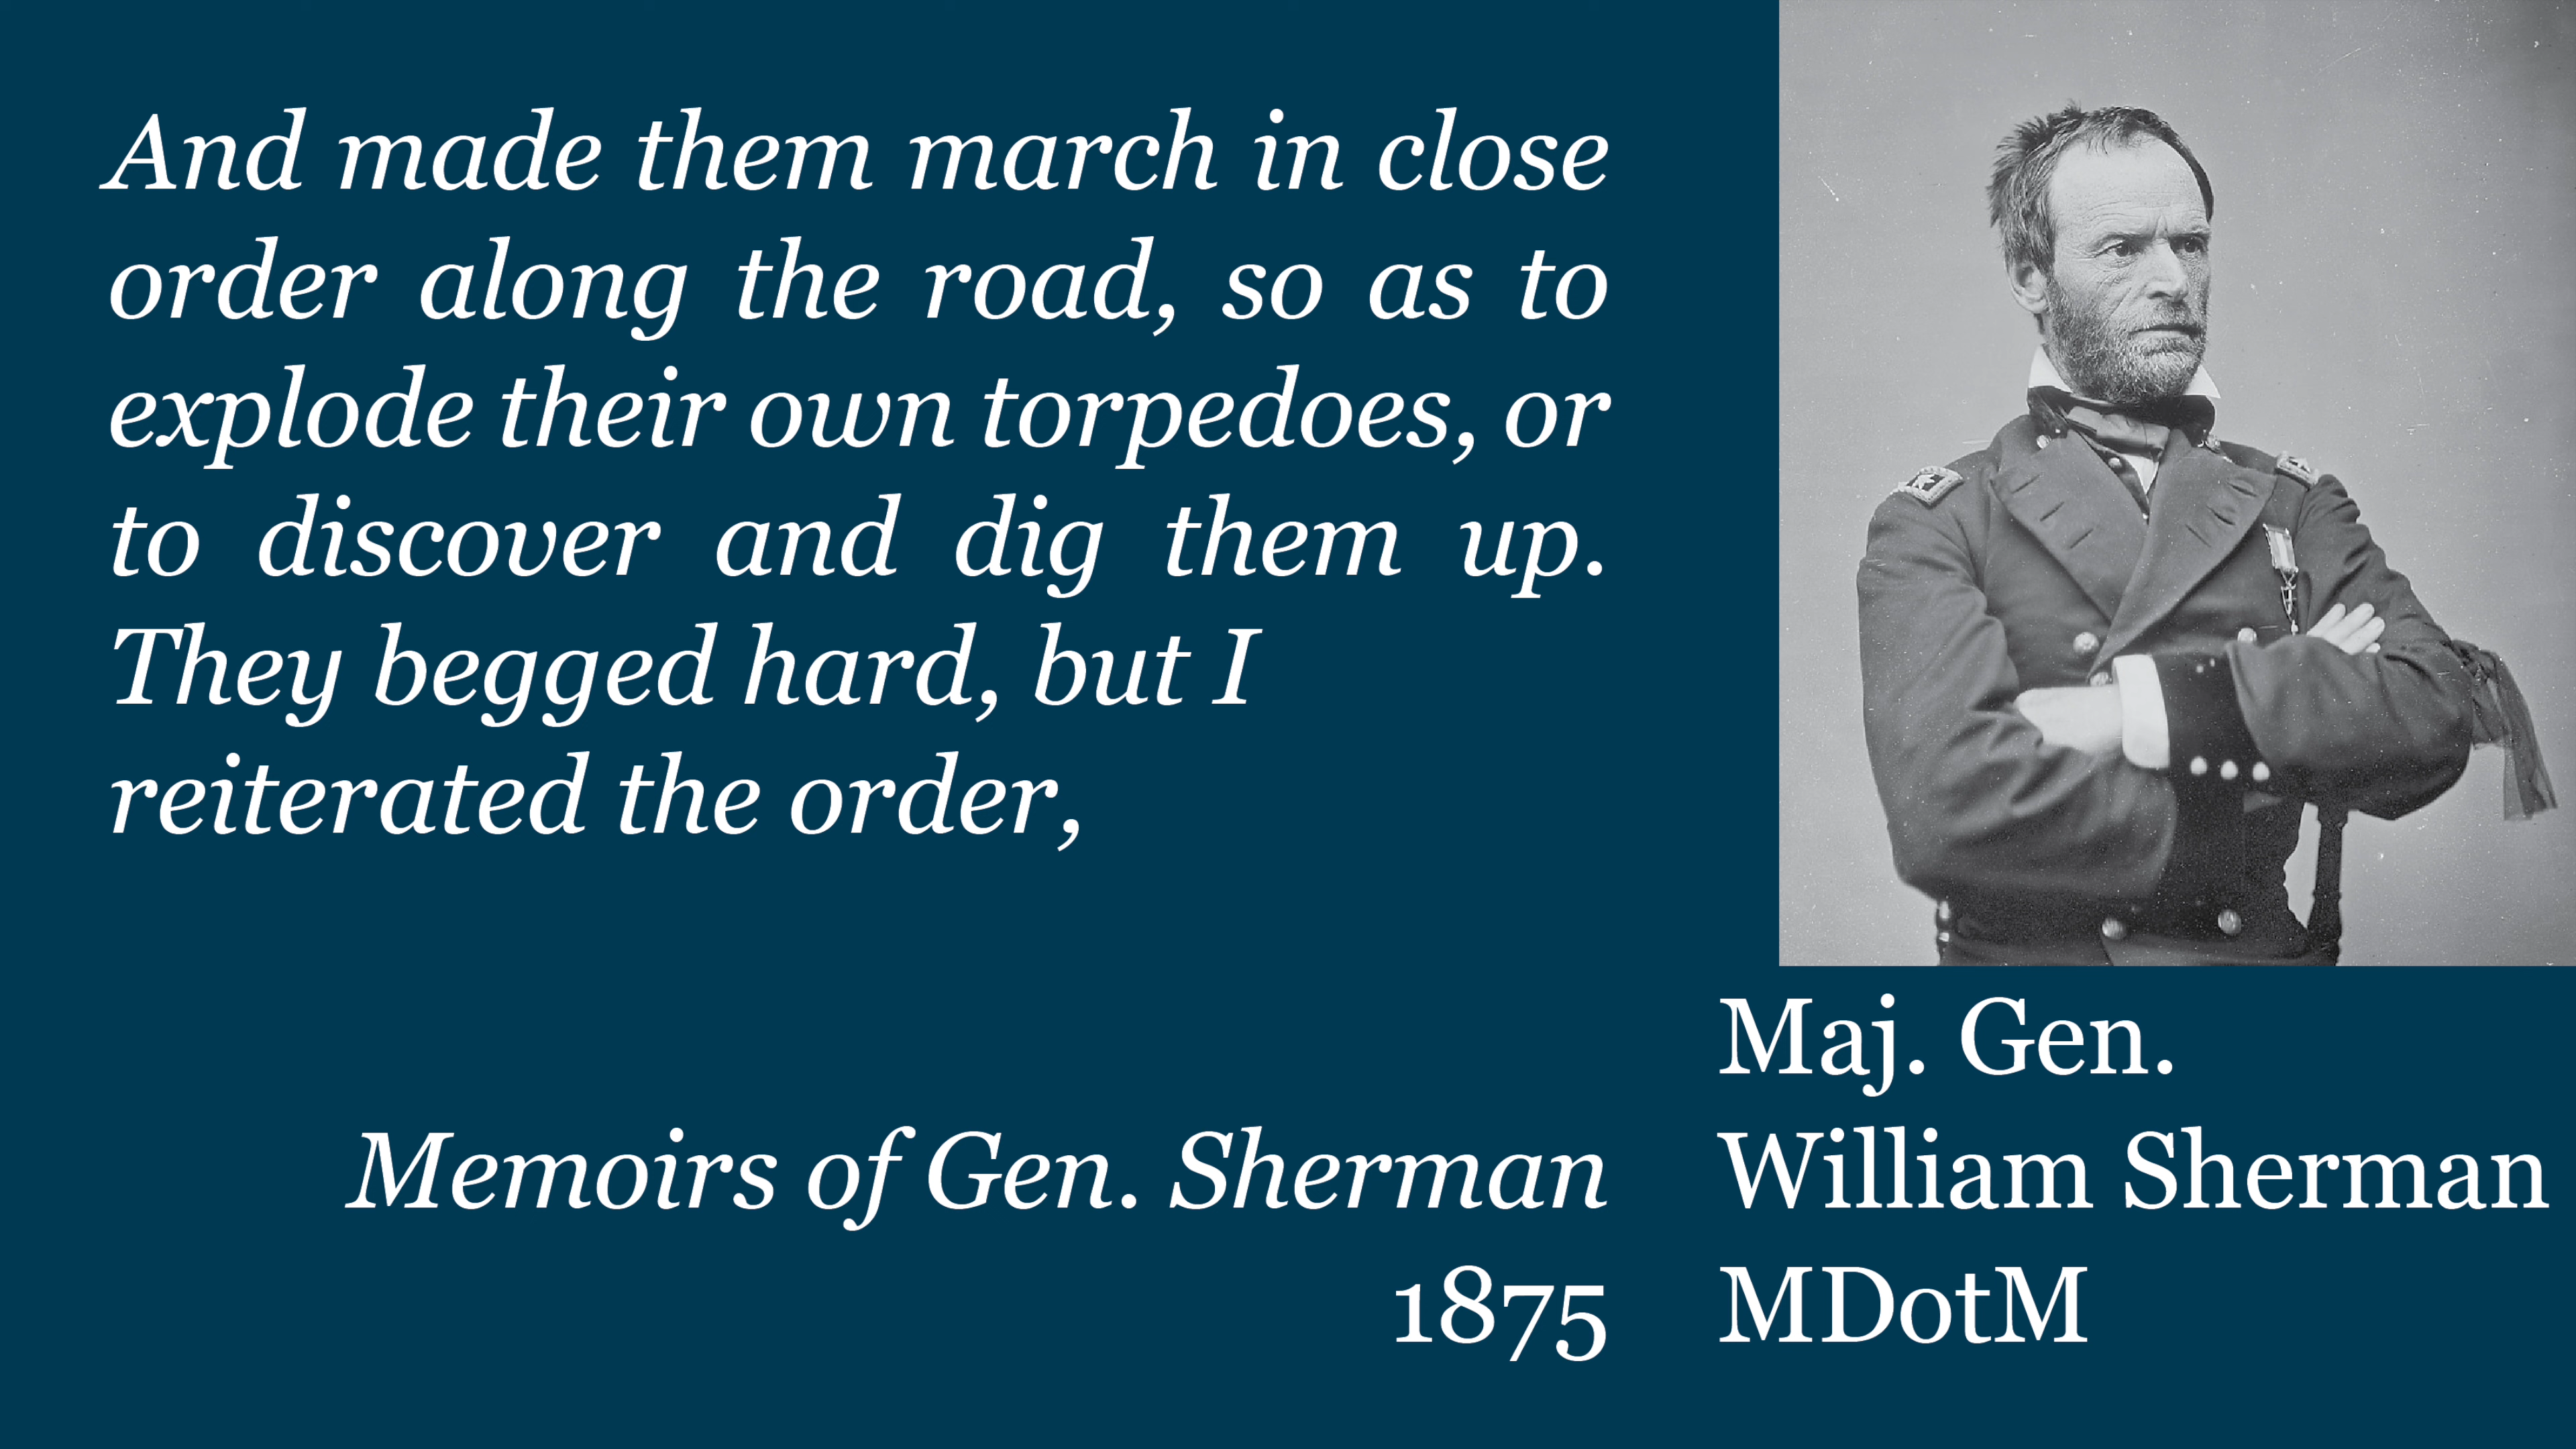 And made them march in close
order along the road, so as to
explode their own torpedoes, or
to discover and dig them up.
They begged hard, but I
reiterated the order,
Memoirs of Gen. Sherman
1875
Maj. Gen.
William Sherman
MDotM